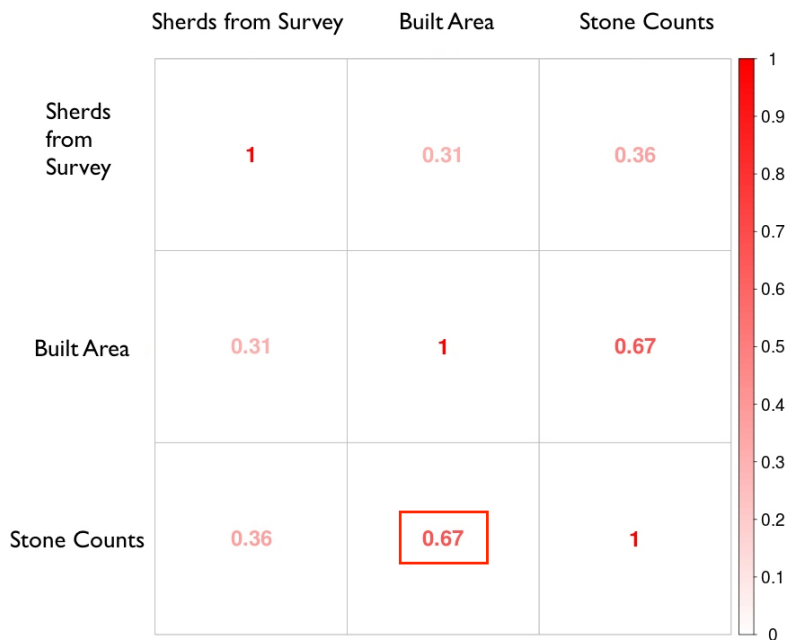 Sherds from Survey Built Area Stone Counts
Sherds
from
Survey
1 0.31 0.36
Built Area 0.31 1 0.67
Stone Counts 0.36 0.67 1
1
0.9
0.8
0.7
0.6
0.5
0.4
0.3
0.2
0.1
0